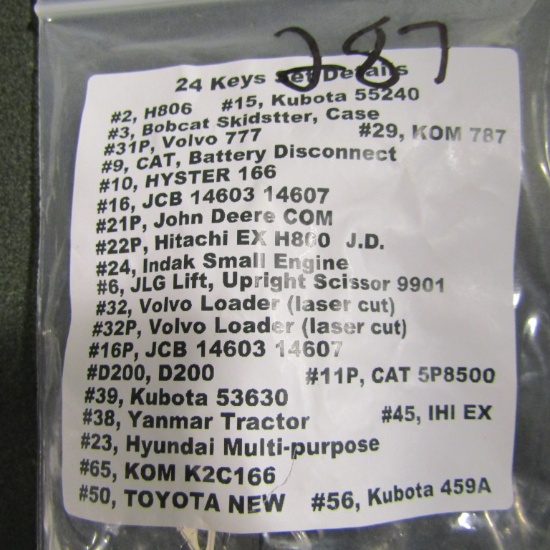 287
24 Keys Set Details
#2, H806 #15, Kubota 55240
#3, Bobcat Skidstter, Case
#31P, Volvo 777 #29, KOM 787
#9, CAT, Battery Disconnect
#10, HYSTER 166
#16, JCB 14603 14607
#21P, John Deere COM
#22P, Hitachi EX H800 J.D.
#24, Indak Small Engine
#6, JLG Lift, Upright Scissor 9901
#32, Volvo Loader (laser cut)
#32P, Volvo Loader (laser cut)
#16P, JCB 14603 14607
#D200, D200 #11P, CAT 5P8500
#39, Kubota 53630
#38, Yanmar Tractor #45, IHI EX
#23, Hyundai Multi-purpose
#65, KOM K2C166
#50, TOYOTA NEW #56, Kubota 459A